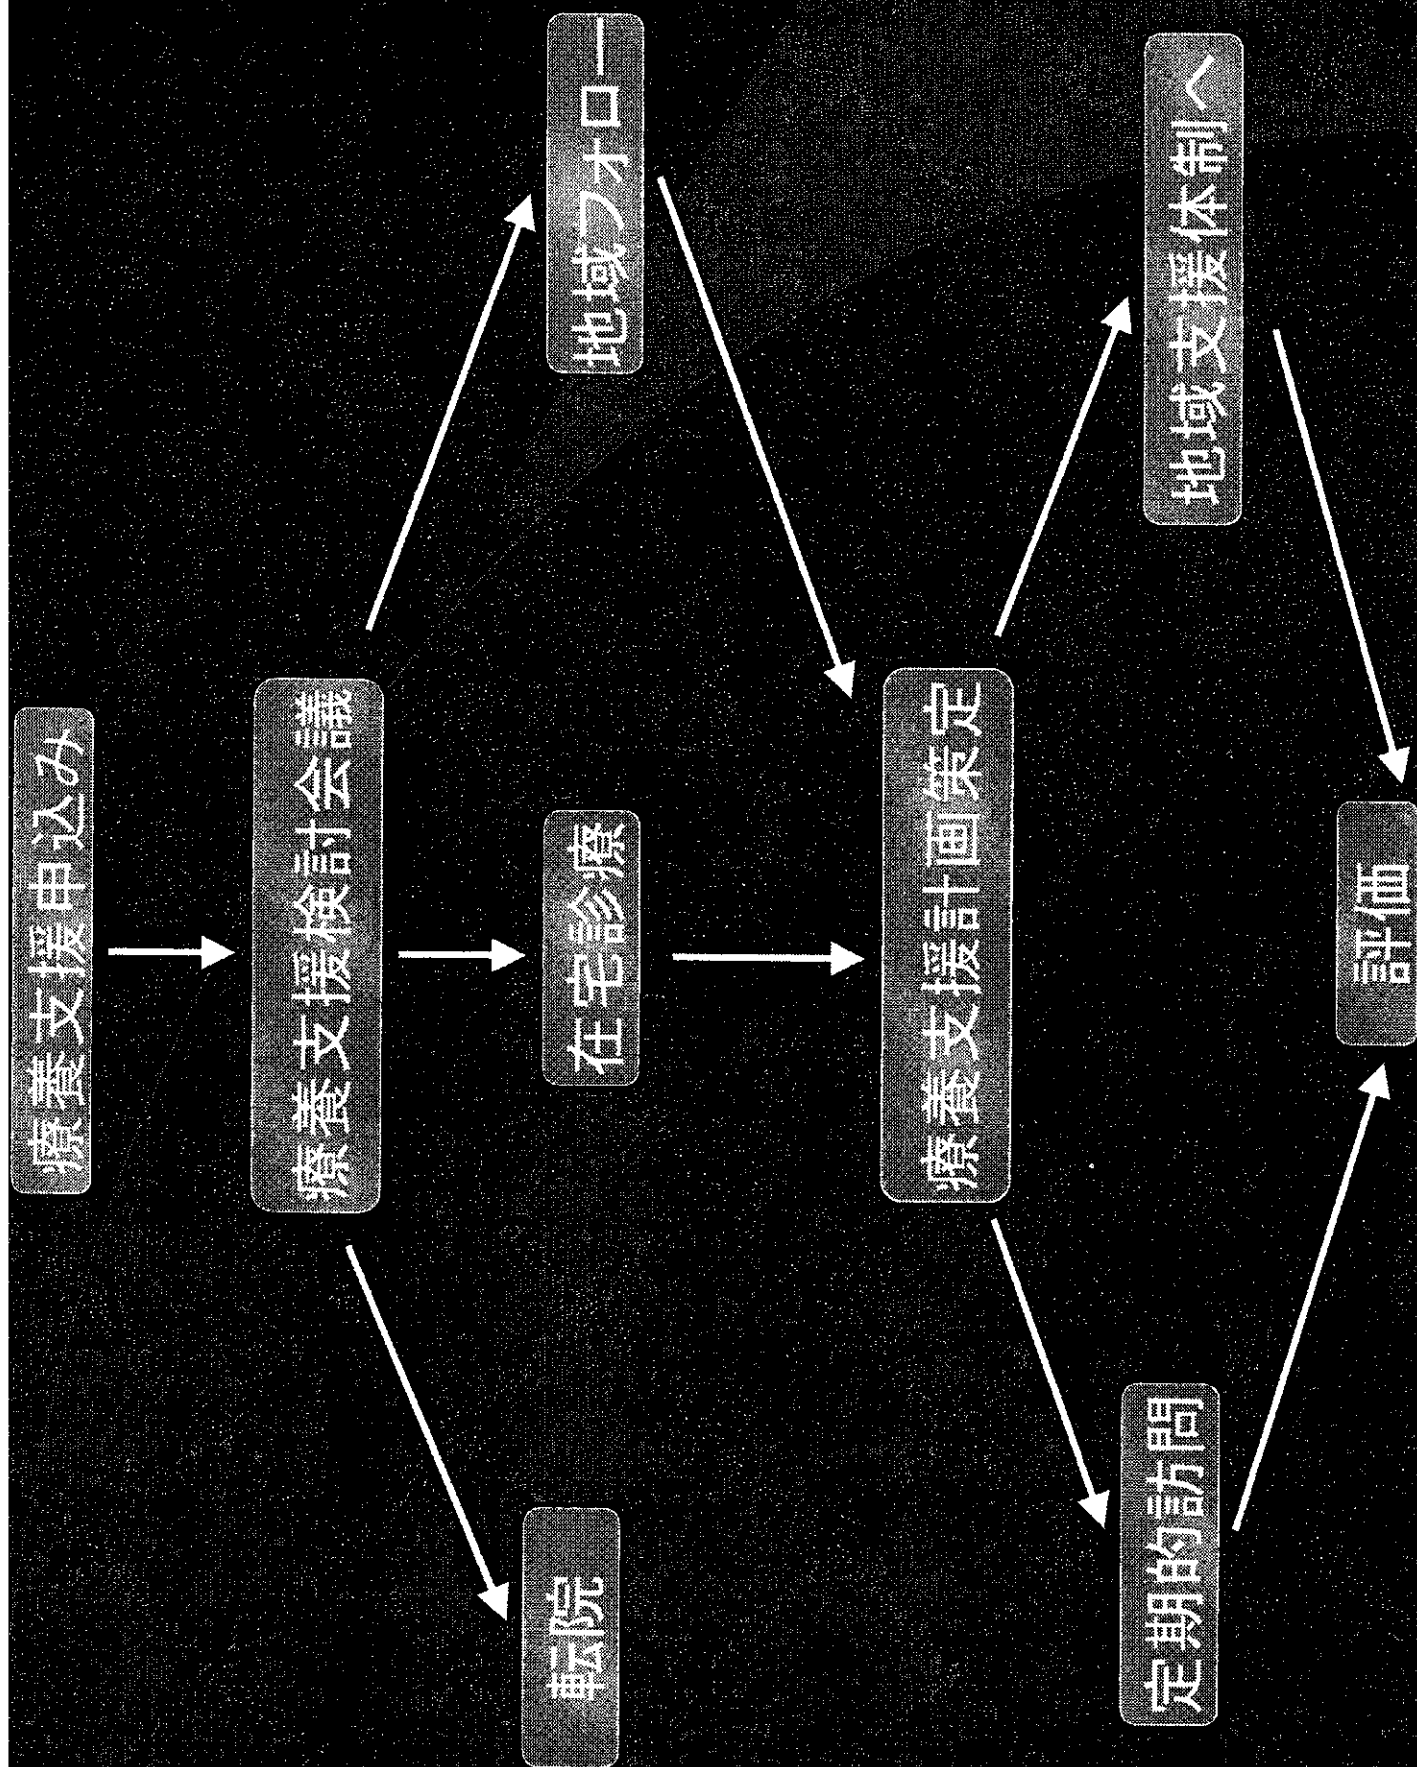 療養支援申込み
療養支援検討会議
転院
在宅診療
地域フォロー
療養支援計画策定
定期的訪問
地域支援体制へ
評価